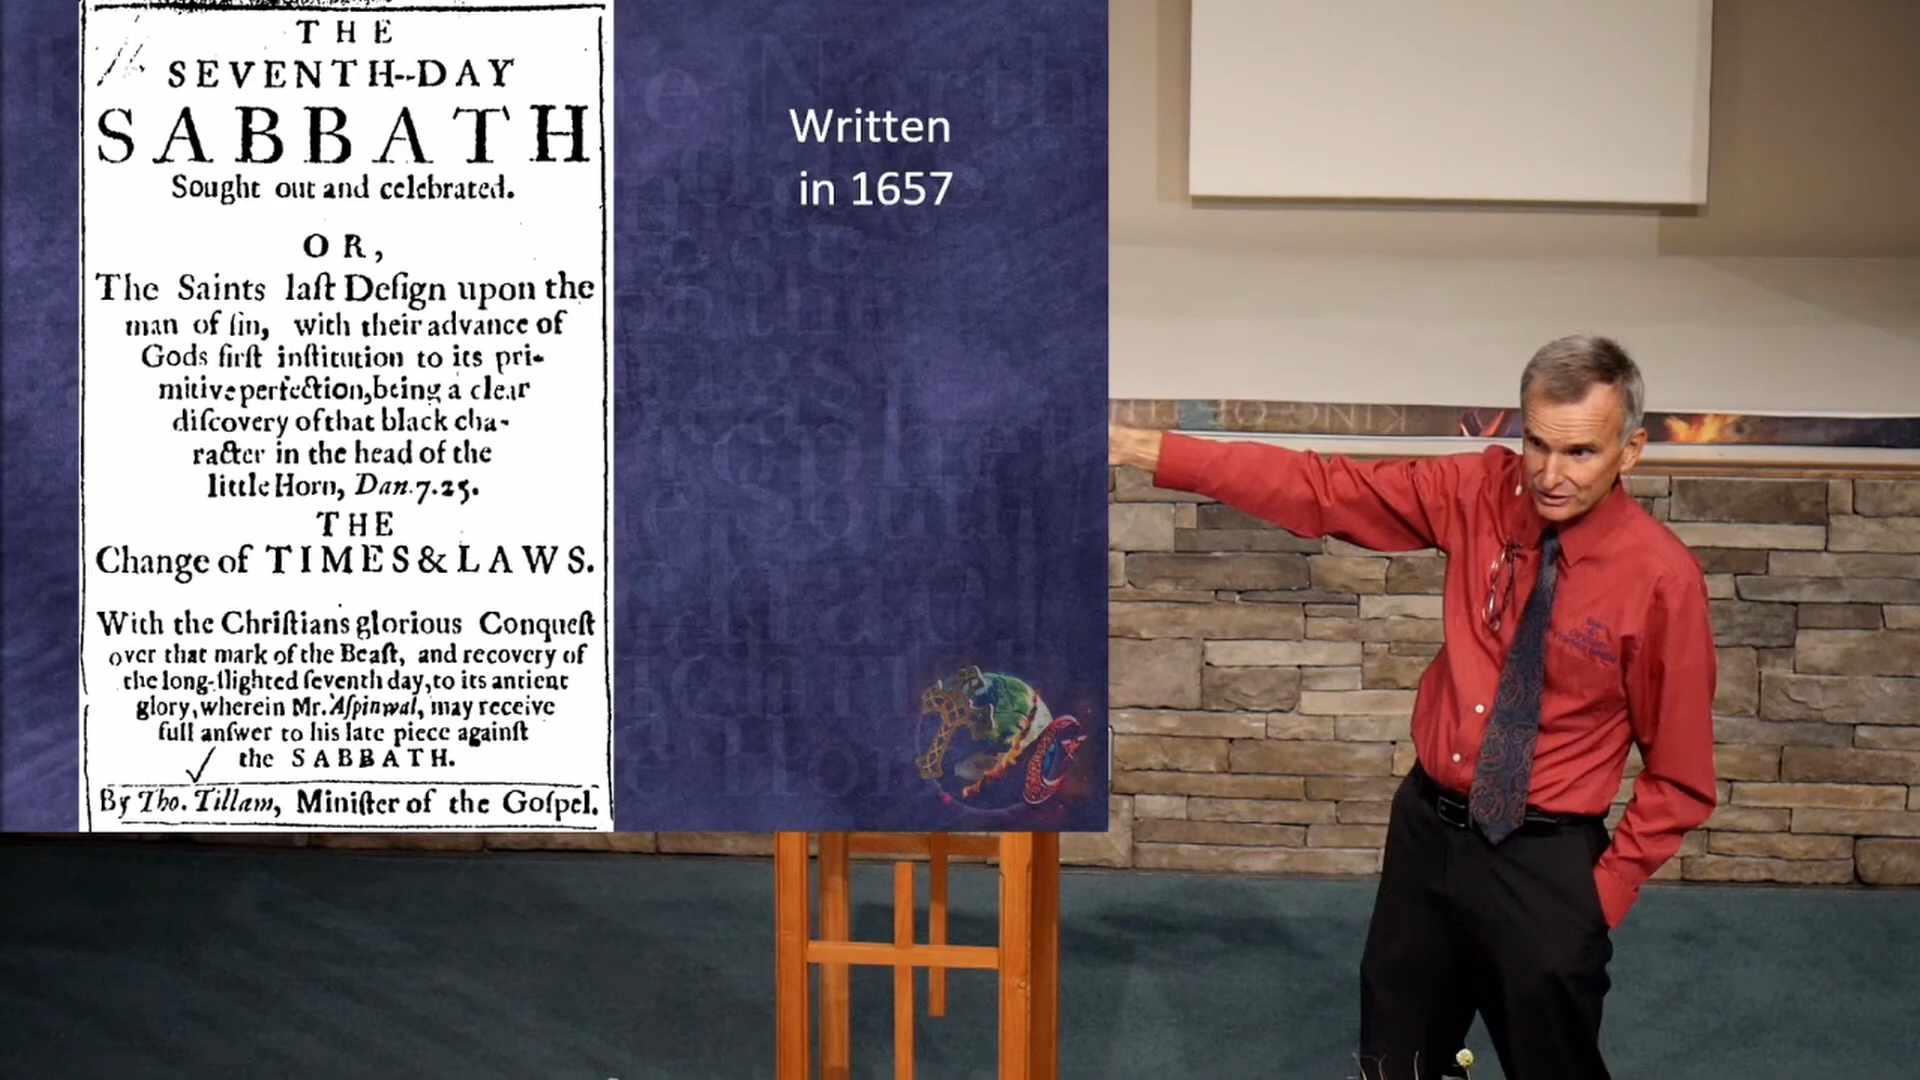 THE
SEVENTH--DAY
SABBATH
Sought out and celebrated.
OR,
The Saints laſt Deſign upon the
man of ſin, with their advance of
Gods firſt inſtitution to its pri-
mitive perfection, being a clear
diſcovery of that black cha-
racter in the head of the
little Horn, Dan.7.25.
THE
Change of TIMES & LAWS.
With the Chriſtians glorious Conqueſt
over that mark of the Beaſt, and recovery of
the long-ſlighted ſeventh day, to its antient
glory, wherein Mr. Aſpinwal, may receive
full anſwer to his late piece againſt
the SABBATH.
By Tho. Tillam, Miniſter of the Goſpel.
Written
in 1657